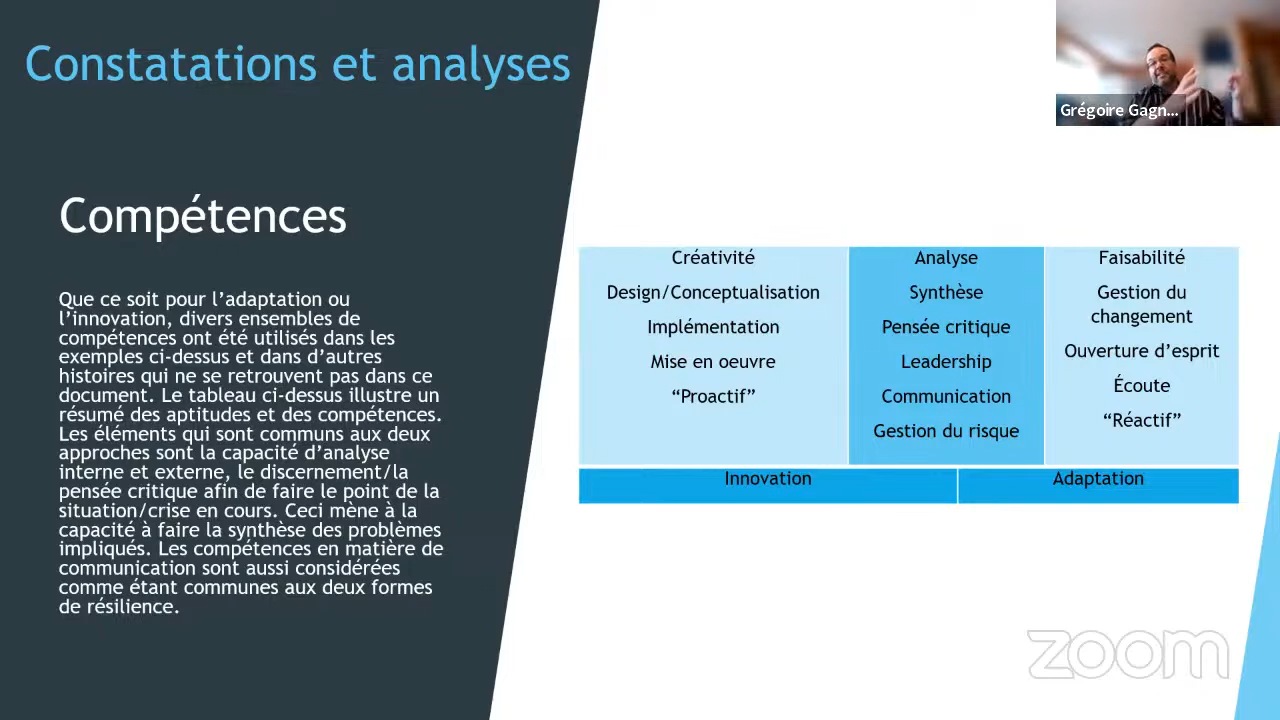 Constatations et analyses
Grégoire Gagn...
Compétences
Que ce soit pour l’adaptation ou
l’innovation, divers ensembles de
compétences ont été utilisés dans les
exemples ci-dessus et dans d’autres
histoires qui ne se retrouvent pas dans ce
document. Le tableau ci-dessus illustre un
résumé des aptitudes et des compétences.
Les éléments qui sont communs aux deux
approches sont la capacité d’analyse
interne et externe, le discernement/la
pensée critique afin de faire le point de la
situation/crise en cours. Ceci mène à la
capacité à faire la synthèse des problèmes
impliqués. Les compétences en matière de
communication sont aussi considérées
comme étant communes aux deux formes
de résilience.
Créativité
Design/Conceptualisation
Implémentation
Mise en oeuvre
“Proactif”
Analyse
Synthèse
Pensée critique
Leadership
Communication
Gestion du risque
Faisabilité
Gestion du
changement
Ouverture d’esprit
Écoute
“Réactif”
Innovation
Adaptation
zoom